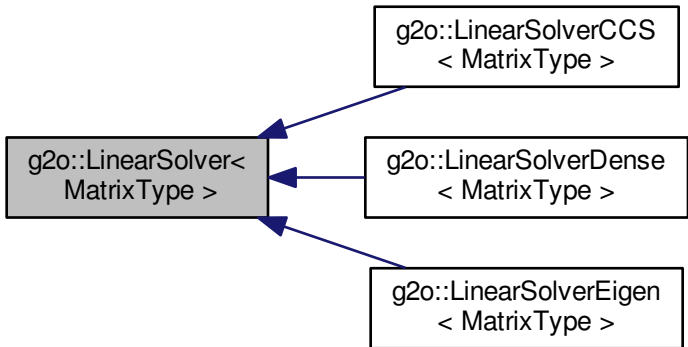 g2o::LinearSolverCCS
< MatrixType >
g2o::LinearSolver<
MatrixType >
g2o::LinearSolverDense
< MatrixType >
g2o::LinearSolverEigen
< MatrixType >